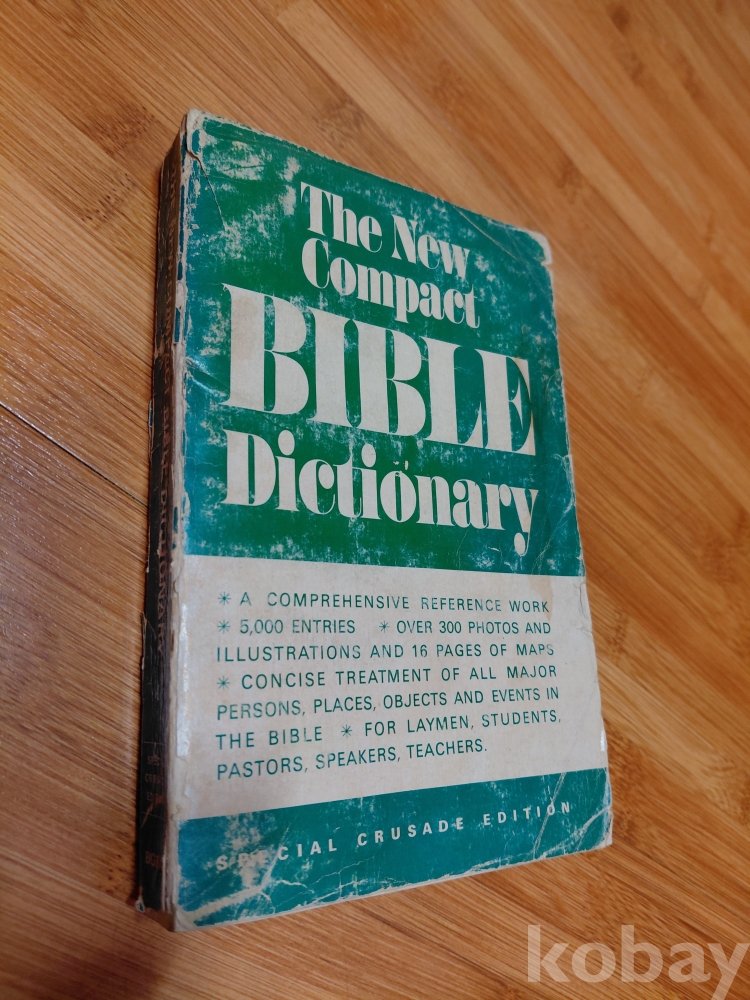 The New
Compact
BIBLE
Dictionary
* A COMPREHENSIVE REFERENCE WORK
* 5,000 ENTRIES * OVER 300 PHOTOS AND
ILLUSTRATIONS AND 16 PAGES OF MAPS
* CONCISE TREATMENT OF ALL MAJOR
PERSONS, PLACES, OBJECTS AND EVENTS IN
THE BIBLE * FOR LAYMEN, STUDENTS,
PASTORS, SPEAKERS, TEACHERS.
SPECIAL CRUSADE EDITION
kobay